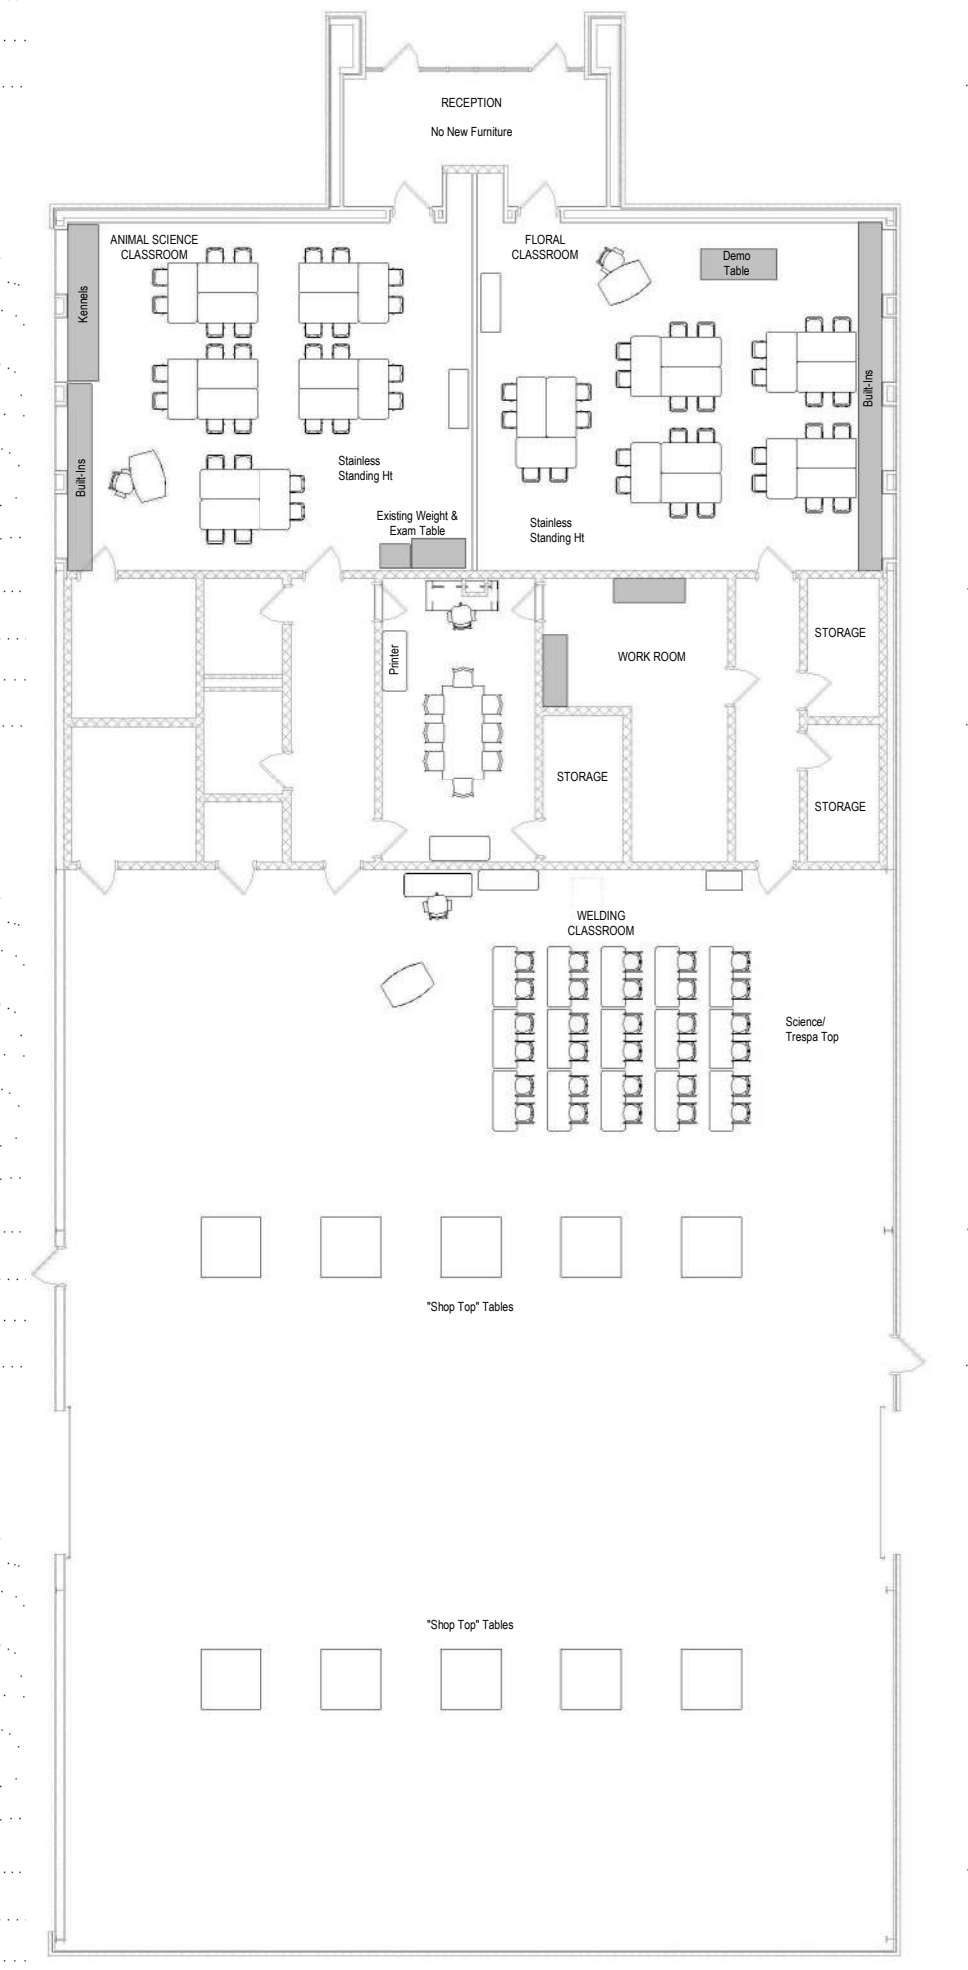 RECEPTION
No New Furniture
ANIMAL SCIENCE
CLASSROOM
FLORAL
CLASSROOM
Demo
Table
Kennels
Built-Ins
Built-Ins
Stainless
Standing Ht
Existing Weight &
Exam Table
Stainless
Standing Ht
Printer
WORK ROOM
STORAGE
STORAGE
STORAGE
WELDING
CLASSROOM
Science/
Trespa Top
"Shop Top" Tables
"Shop Top" Tables